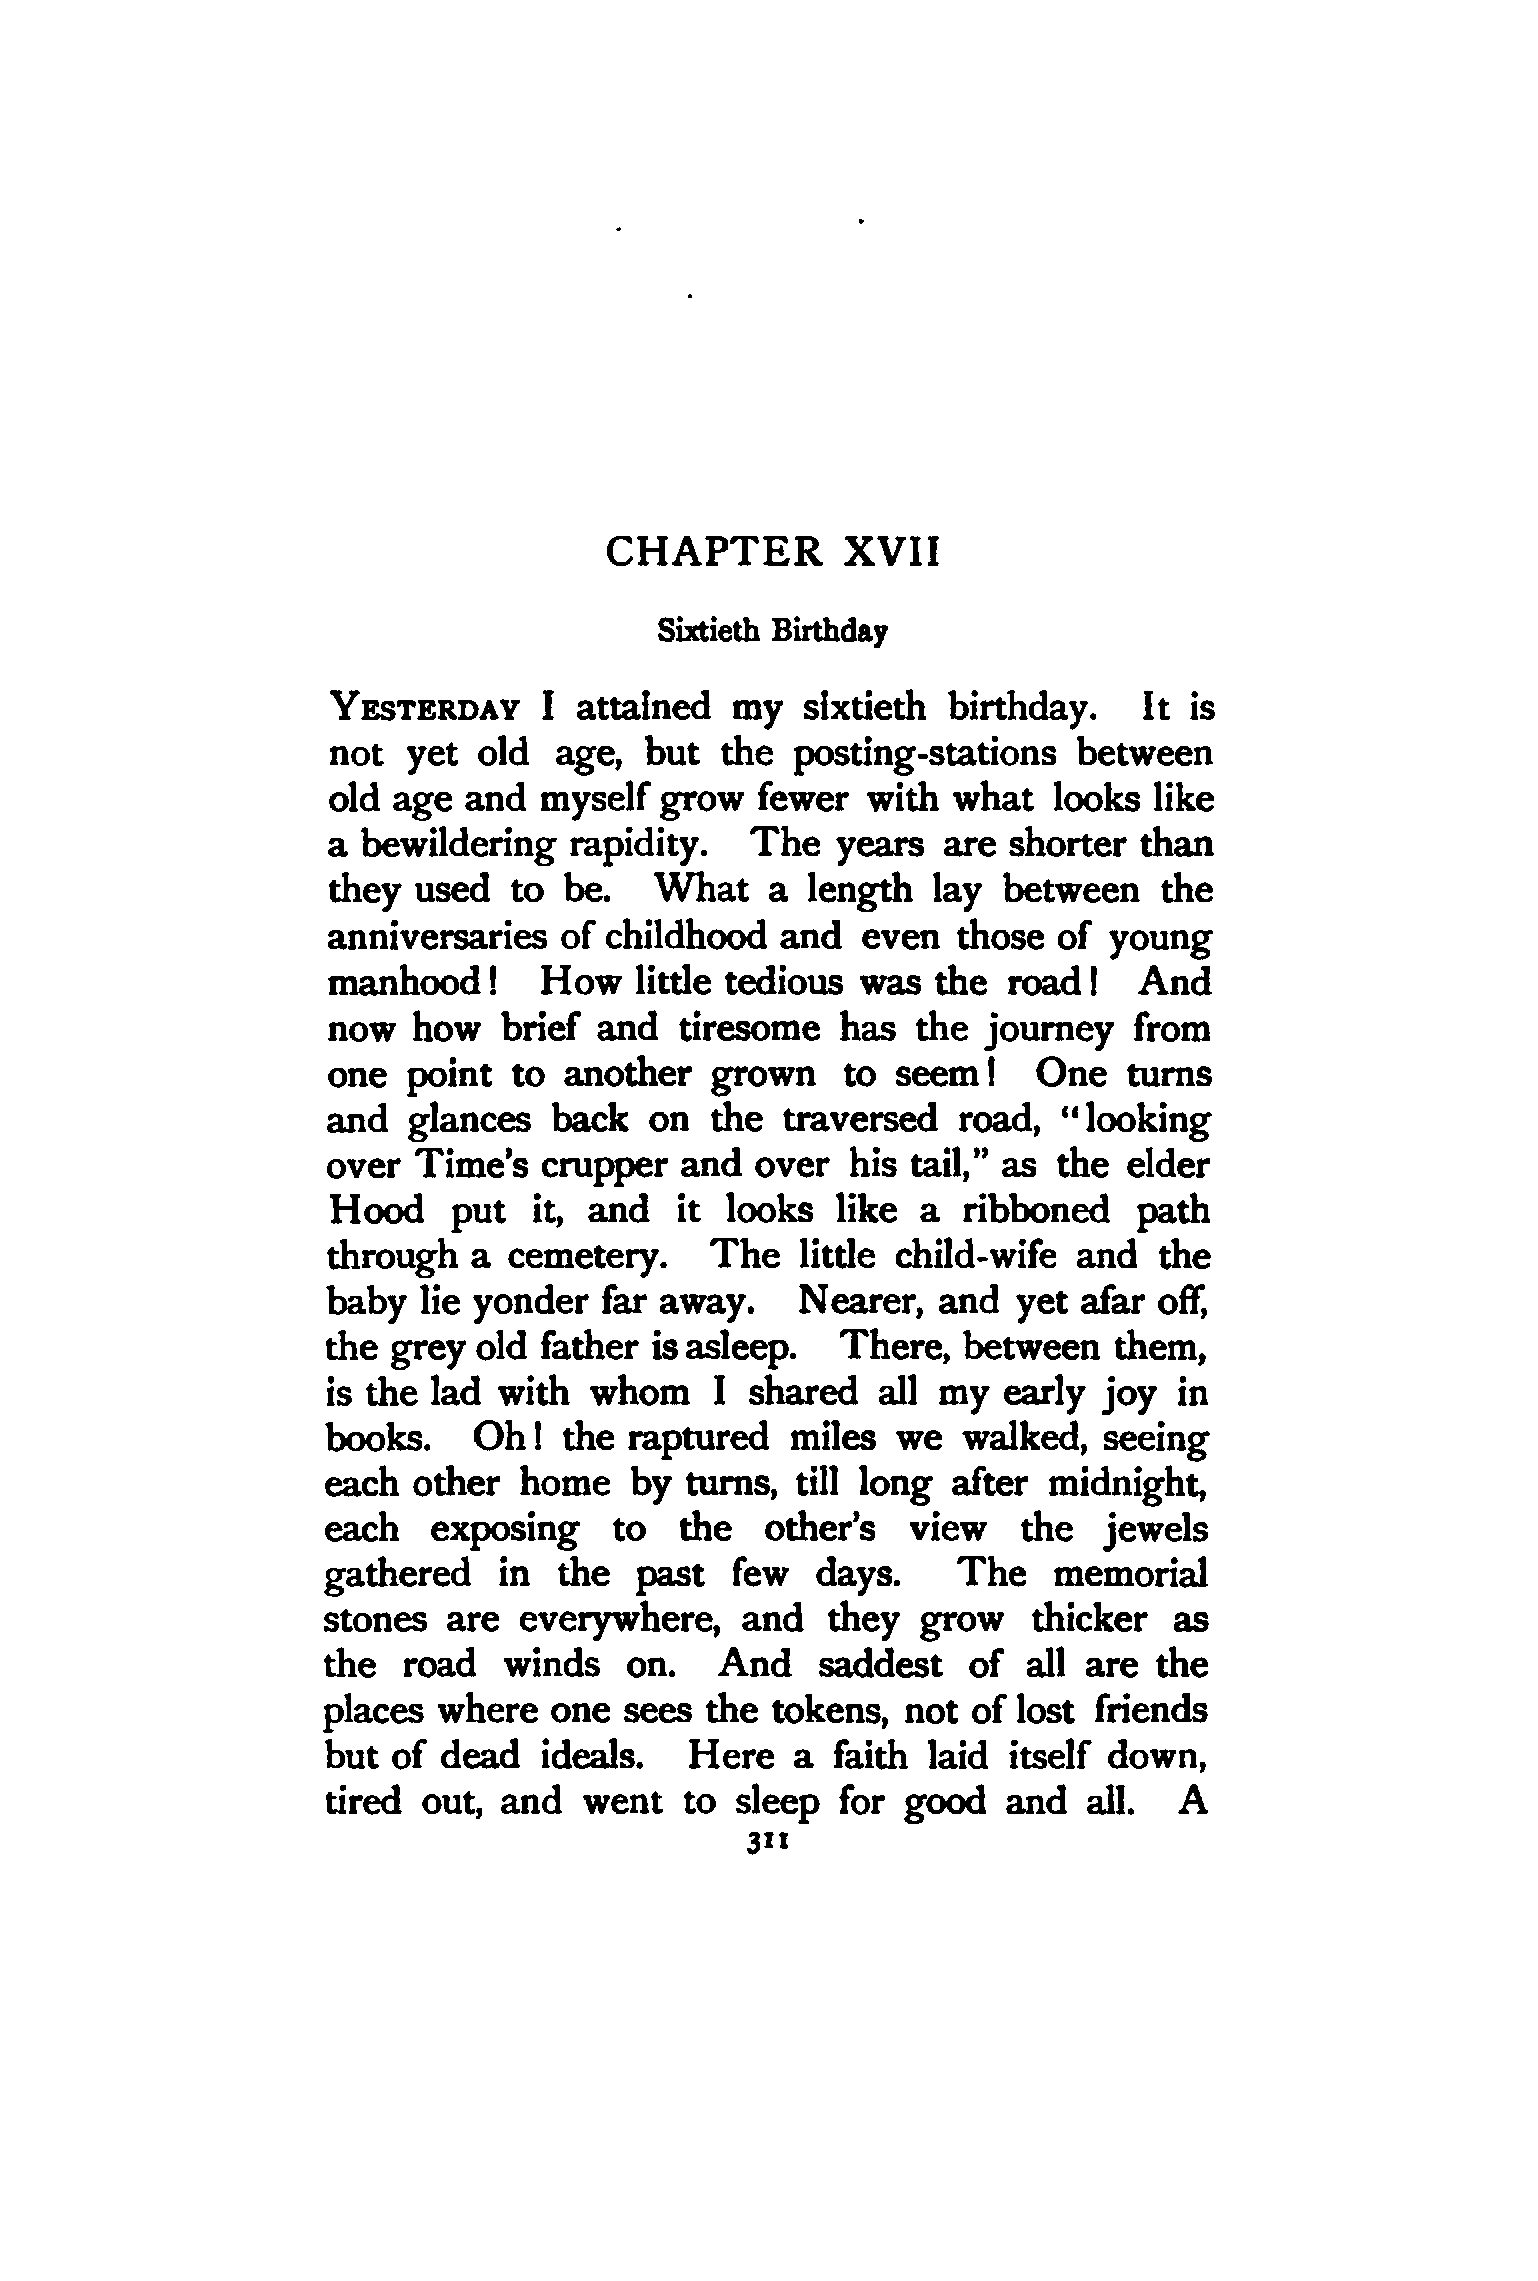 CHAPTER XVII
Sixtieth Birthday
YESTERDAY I attained my sixtieth birthday. It is
not yet old age, but the posting-stations between
old age and myself grow fewer with what looks like
a bewildering rapidity. The years are shorter than
they used to be. What a length lay between the
anniversaries of childhood and even those of young
manhood! How little tedious was the road! And
now how brief and tiresome has the journey from
one point to another grown to seem! One turns
and glances back on the traversed road, "looking
over Time's crupper and over his tail," as the elder
Hood put it, and it looks like a ribboned path
through a cemetery. The little child-wife and the
baby lie yonder far away. Nearer, and yet afar off,
the grey old father is asleep. There, between them,
is the lad with whom I shared all my early joy in
books. Oh! the raptured miles we walked, seeing
each other home by turns, till long after midnight,
each exposing to the other's view the jewels
gathered in the past few days. The memorial
stones are everywhere, and they grow thicker as
the road winds on. And saddest of all are the
places where one sees the tokens, not of lost friends
but of dead ideals. Here a faith laid itself down,
tired out, and went to sleep for good and all. A
311